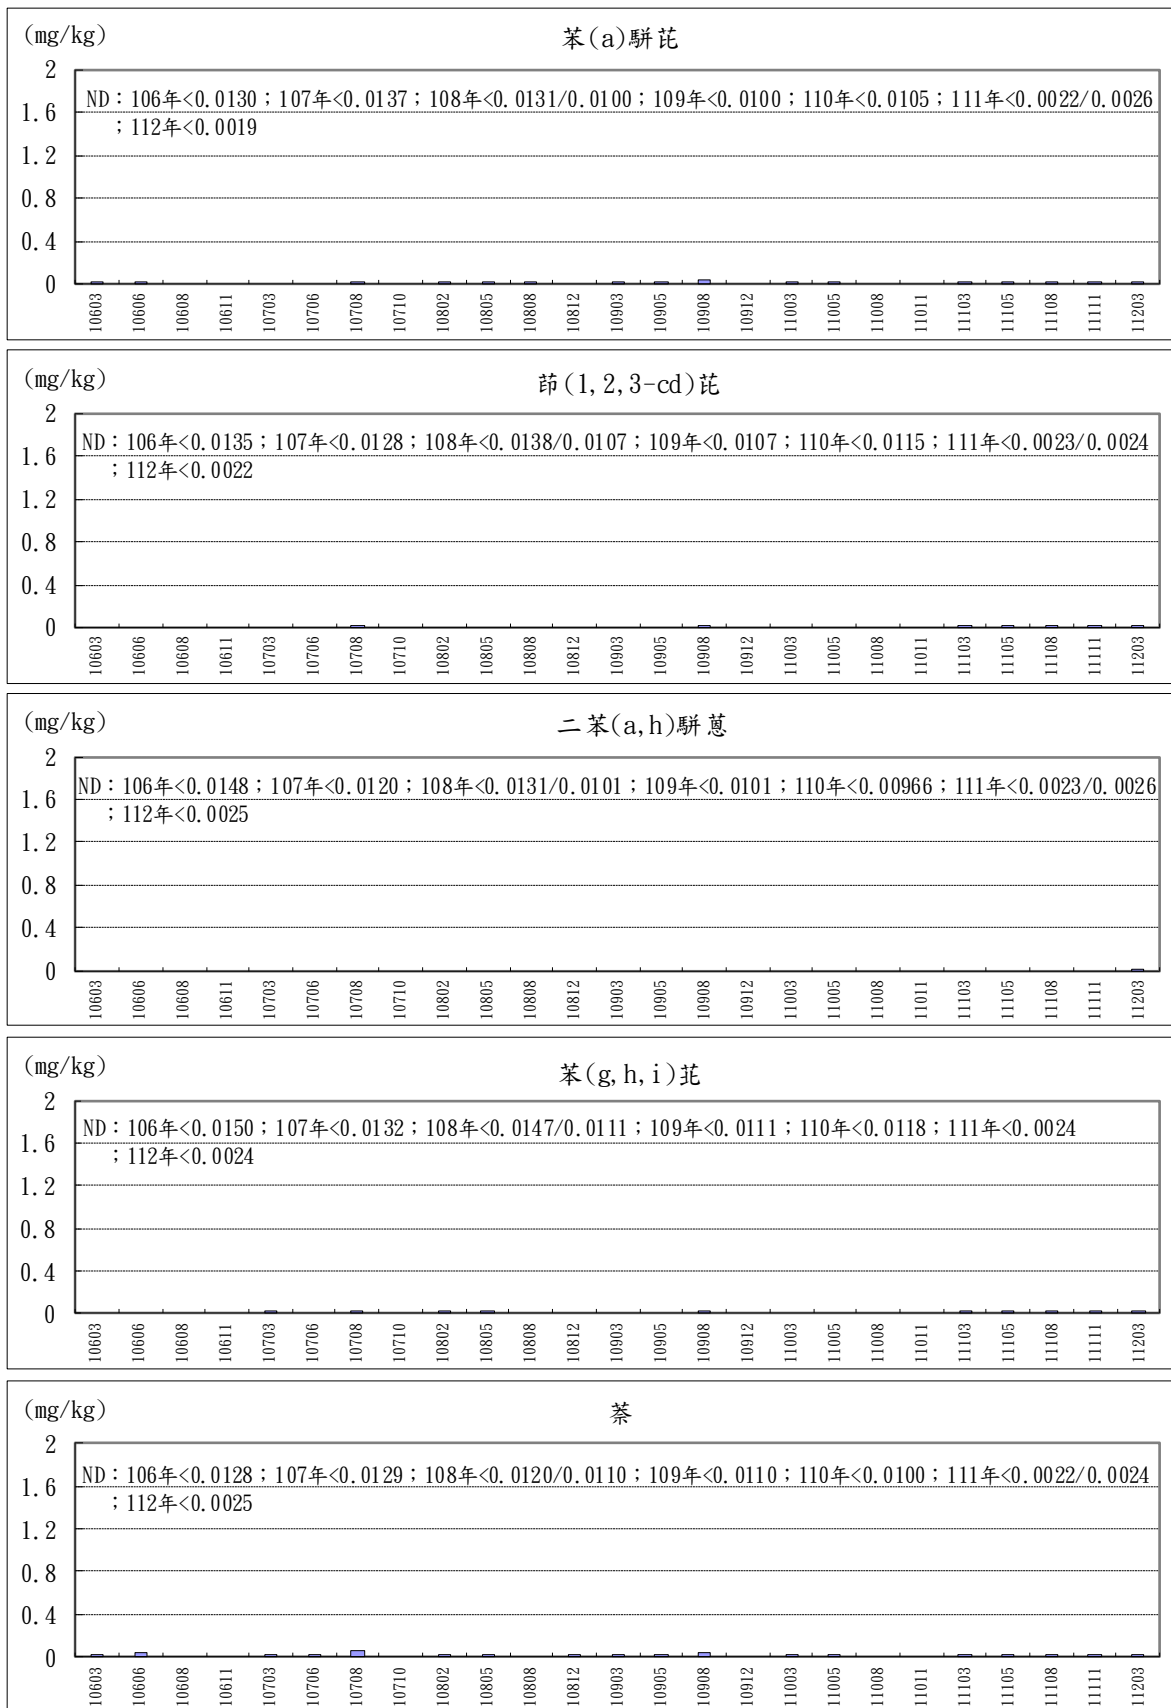 (mg/kg)
苯(a)駢芘
2
ND：106年<0.0130；107年<0.0137；108年<0.0131/0.0100；109年<0.0100；110年<0.0105；111年<0.0022/0.0026
1.6
；112年<0.0019
1.2
0.8
0.4
0
10603 10606 10608 10611 10703 10706 10708 10710 10802 10805 10808 10812 10903 10905 10908 10912 11003 11005 11008 11011 11103 11105 11108 11111 11203
(mg/kg)
茚(1,2,3-cd)芘
2
ND：106年<0.0135；107年<0.0128；108年<0.0138/0.0107；109年<0.0107；110年<0.0115；111年<0.0023/0.0024
1.6
；112年<0.0022
1.2
0.8
0.4
0
10603 10606 10608 10611 10703 10706 10708 10710 10802 10805 10808 10812 10903 10905 10908 10912 11003 11005 11008 11011 11103 11105 11108 11111 11203
(mg/kg)
二苯(a,h)駢蒽
2
ND：106年<0.0148；107年<0.0120；108年<0.0131/0.0101；109年<0.0101；110年<0.00966；111年<0.0023/0.0026
1.6
；112年<0.0025
1.2
0.8
0.4
0
10603 10606 10608 10611 10703 10706 10708 10710 10802 10805 10808 10812 10903 10905 10908 10912 11003 11005 11008 11011 11103 11105 11108 11111 11203
(mg/kg)
苯(g,h,i)苝
2
ND：106年<0.0150；107年<0.0132；108年<0.0147/0.0111；109年<0.0111；110年<0.0118；111年<0.0024
1.6
；112年<0.0024
1.2
0.8
0.4
0
10603 10606 10608 10611 10703 10706 10708 10710 10802 10805 10808 10812 10903 10905 10908 10912 11003 11005 11008 11011 11103 11105 11108 11111 11203
(mg/kg)
萘
2
ND：106年<0.0128；107年<0.0129；108年<0.0120/0.0110；109年<0.0110；110年<0.0100；111年<0.0022/0.0024
1.6
；112年<0.0025
1.2
0.8
0.4
0
10603 10606 10608 10611 10703 10706 10708 10710 10802 10805 10808 10812 10903 10905 10908 10912 11003 11005 11008 11011 11103 11105 11108 11111 11203